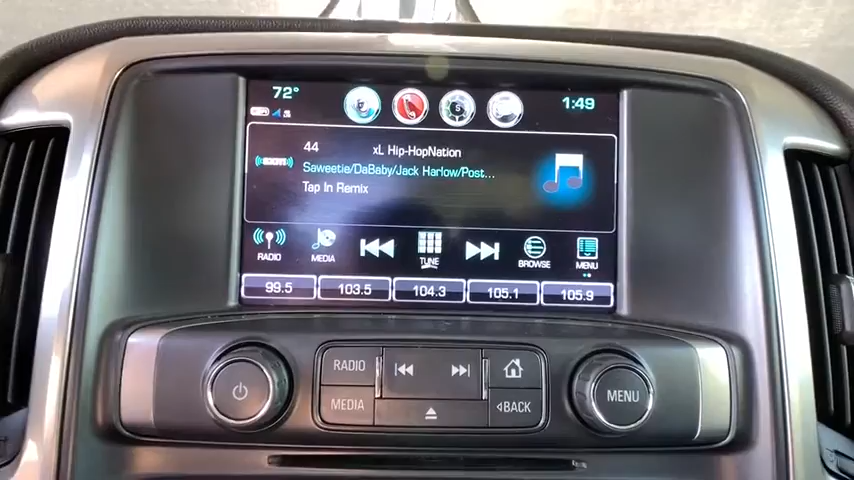 72° 1:49
44 xL Hip-HopNation
((SXM))
Saweetie/DaBaby/Jack Harlow/Post...
Tap In Remix
RADIO MEDIA TUNE BROWSE MENU
99.5 103.5 104.3 105.1 105.9
RADIO
MENU
MEDIA BACK